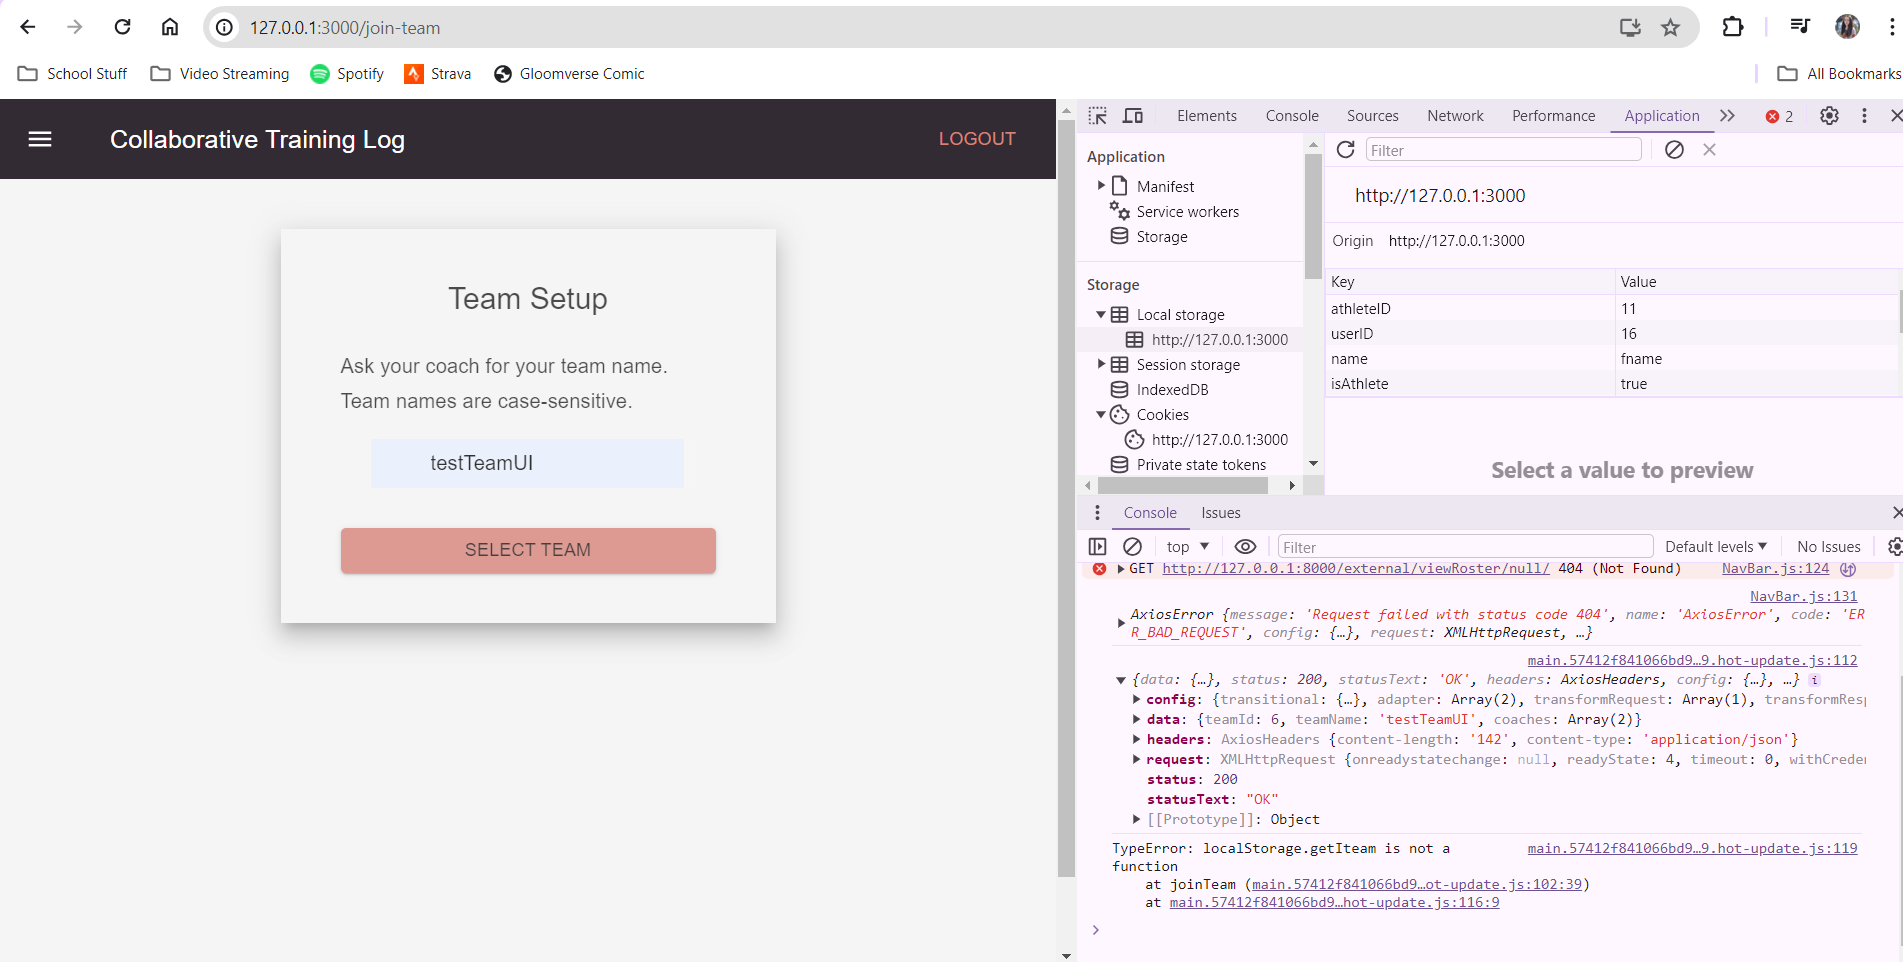 127.0.0.1:3000/join-team
School Stuff Video Streaming Spotify Strava Gloomverse Comic All Bookmarks
Collaborative Training Log LOGOUT
Team Setup
Ask your coach for your team name.
Team names are case-sensitive.
testTeamUI
SELECT TEAM
Elements Console Sources Network Performance Application 2
Application
Manifest
Service workers
Storage
Storage
Local storage
http://127.0.0.1:3000
Session storage
IndexedDB
Cookies
http://127.0.0.1:3000
Private state tokens
Filter
http://127.0.0.1:3000
Origin http://127.0.0.1:3000
Key Value
athleteID 11
userID 16
name fname
isAthlete true
Select a value to preview
Console Issues
top Filter Default levels No Issues
GET http://127.0.0.1:8000/external/viewRoster/null/ 404 (Not Found) NavBar.js:124
NavBar.js:131
AxiosError {message: 'Request failed with status code 404', name: 'AxiosError', code: 'ER
R_BAD_REQUEST', config: {…}, request: XMLHttpRequest, …}
main.57412f841066bd9…9.hot-update.js:112
{data: {…}, status: 200, statusText: 'OK', headers: AxiosHeaders, config: {…}, …} i
config: {transitional: {…}, adapter: Array(2), transformRequest: Array(1), transformResp
data: {teamId: 6, teamName: 'testTeamUI', coaches: Array(2)}
headers: AxiosHeaders {content-length: '142', content-type: 'application/json'}
request: XMLHttpRequest {onreadystatechange: null, readyState: 4, timeout: 0, withCreden
status: 200
statusText: "OK"
[[Prototype]]: Object
TypeError: localStorage.getIteam is not a main.57412f841066bd9…9.hot-update.js:119
function
at joinTeam (main.57412f841066bd9…ot-update.js:102:39)
at main.57412f841066bd9…hot-update.js:116:9